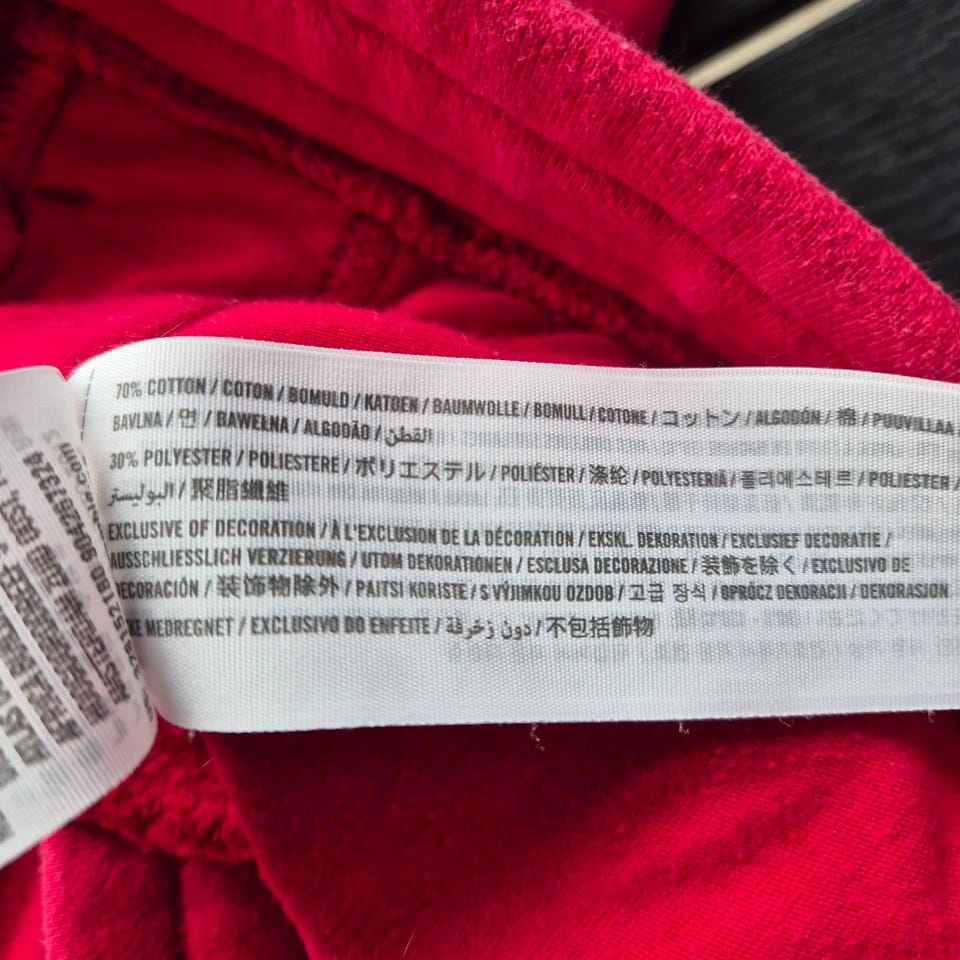 70% COTTON / COTON / BOMULD / KATOEN / BAUMWOLLE / BOMULL / COTONE / コットン / ALGODÓN / 棉 / PUUVILLAA
BAVLNA / 면 / BAWEŁNA / ALGODÃO / القطن
30% POLYESTER / POLIESTERE / ポリエステル / POLIÉSTER / 涤纶 / POLYESTERIÄ / 폴리에스테르 / POLIESTER /
البوليستر / 聚脂纖維
EXCLUSIVE OF DECORATION / À L'EXCLUSION DE LA DÉCORATION / EKSKL. DEKORATION / EXCLUSIEF DECORATIE /
AUSSCHLIESSLICH VERZIERUNG / UTOM DEKORATIONEN / ESCLUSA DECORAZIONE / 装飾を除く / EXCLUSIVO DE
DECORACIÓN / 装饰物除外 / PAITSI KORISTE / S VÝJIMKOU OZDOB / 고급 장식 / OPRÓCZ DEKORACJI / DEKORASJON
MEDREGNET / EXCLUSIVO DO ENFEITE / دون زخرفة / 不包括飾物